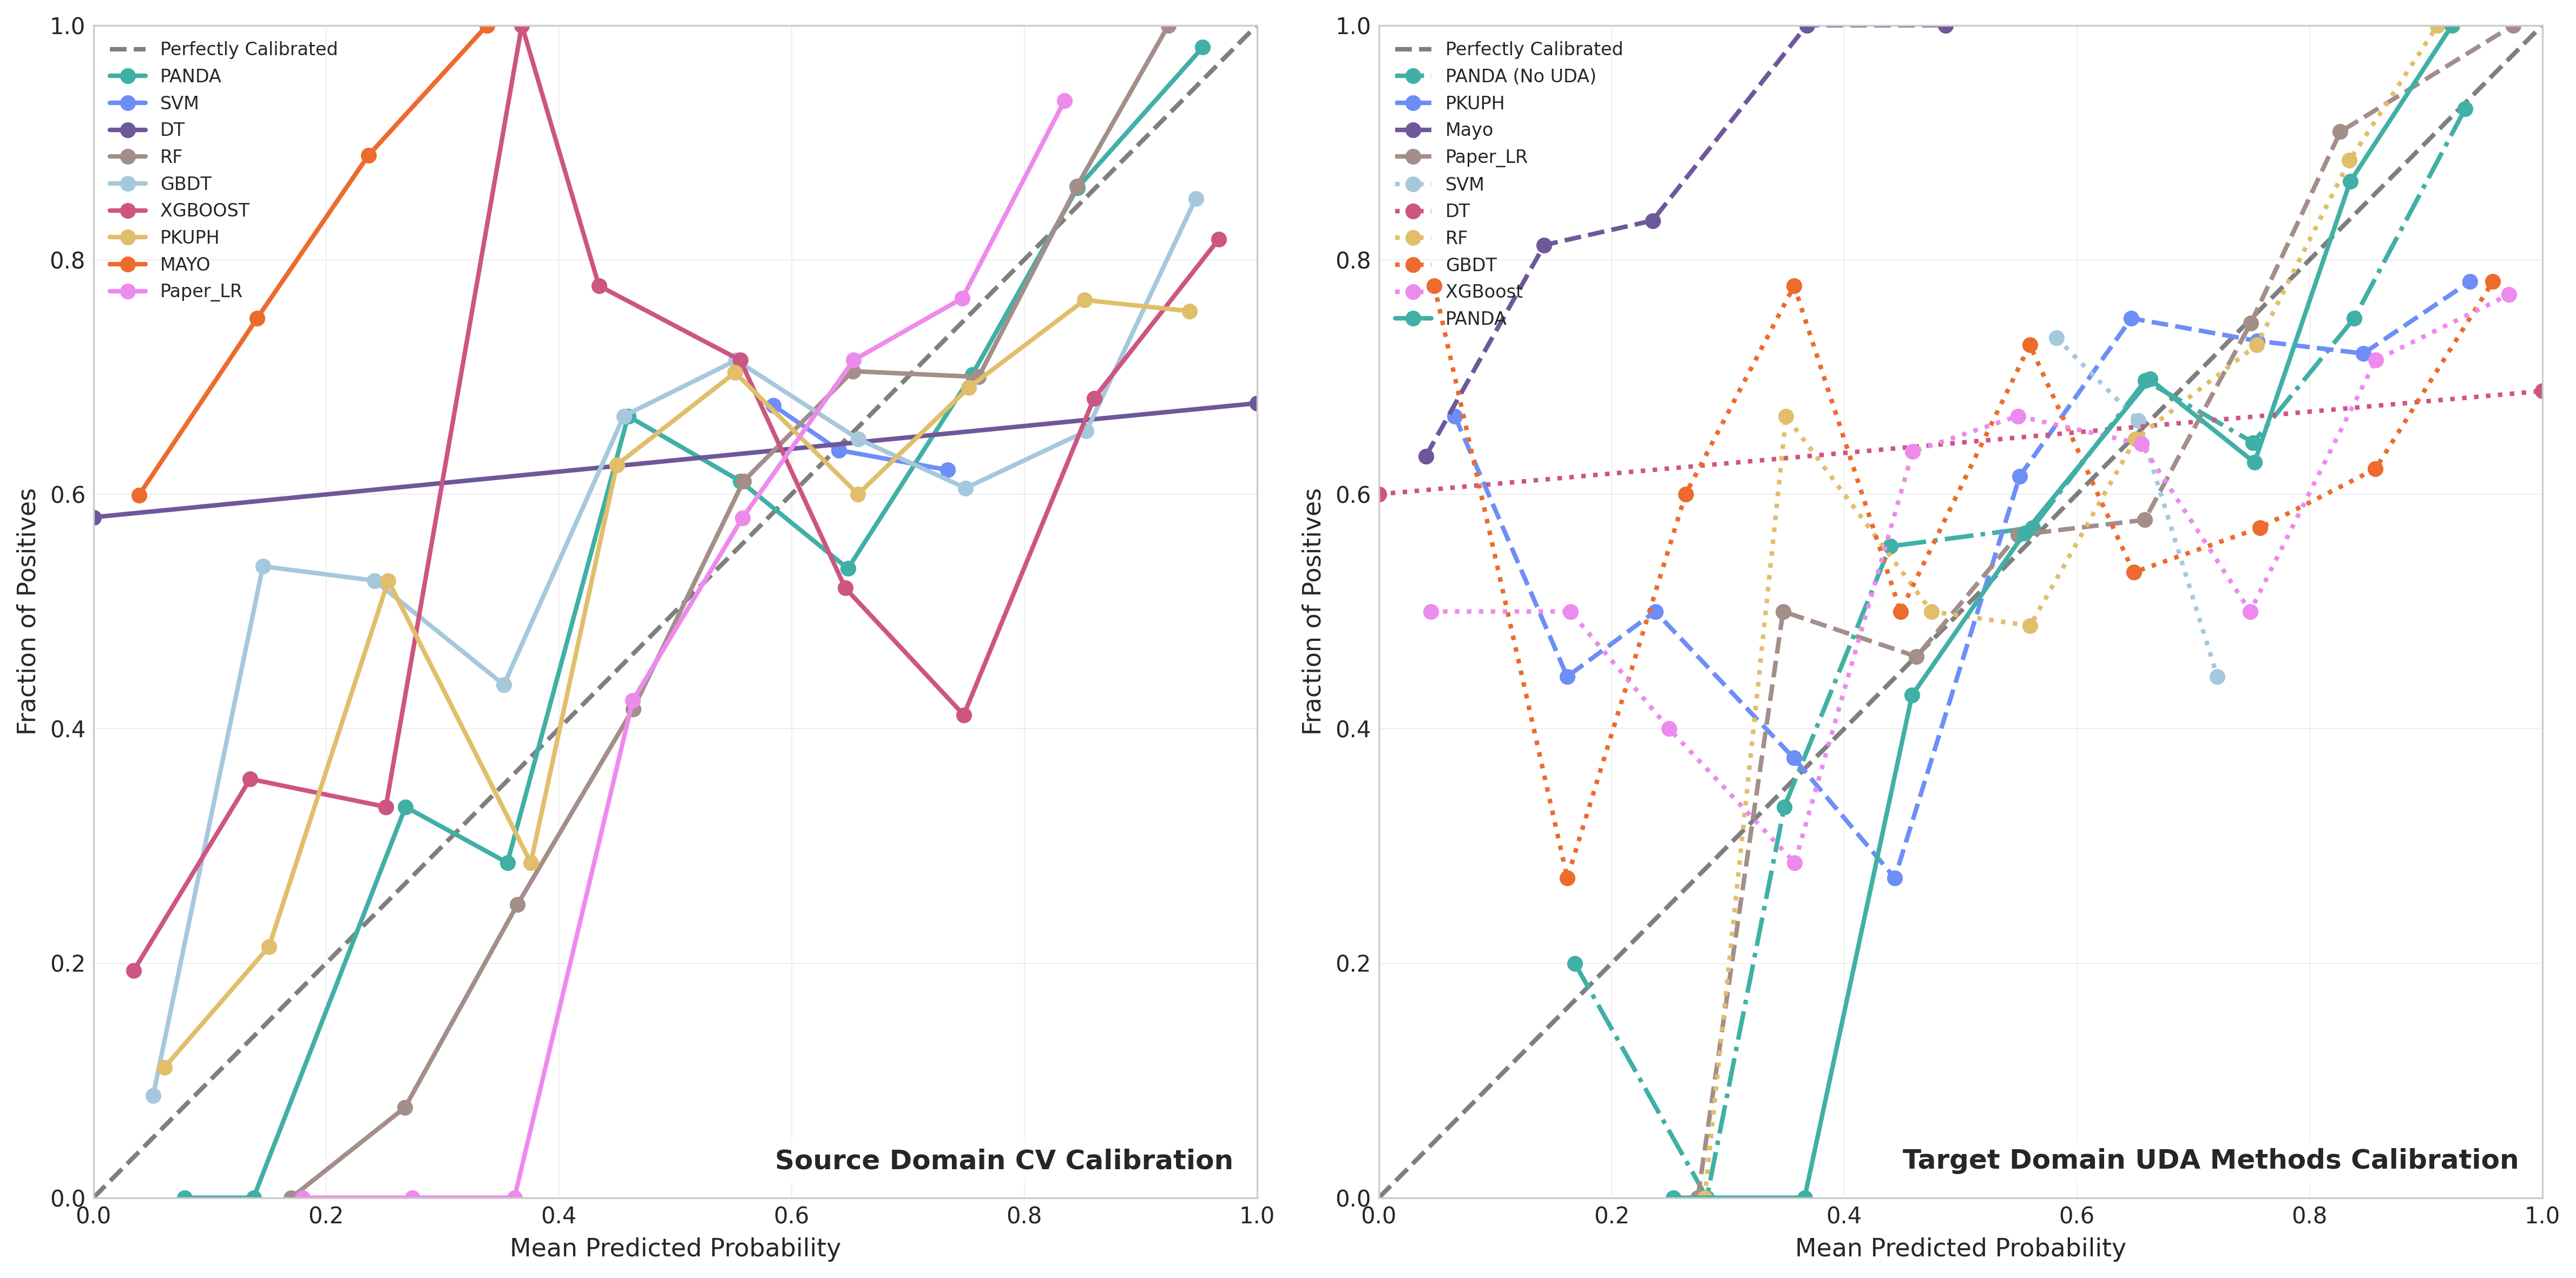 1.0
0.8
0.6
0.4
0.2
0.0
0.0
0.2
0.4
0.6
0.8
1.0
Fraction of Positives
Mean Predicted Probability
Perfectly Calibrated
PANDA
SVM
DT
RF
GBDT
XGBOOST
PKUPH
MAYO
Paper_LR
Source Domain CV Calibration
1.0
0.8
0.6
0.4
0.2
0.0
0.0
0.2
0.4
0.6
0.8
1.0
Fraction of Positives
Mean Predicted Probability
Perfectly Calibrated
PANDA (No UDA)
PKUPH
Mayo
Paper_LR
SVM
DT
RF
GBDT
XGBoost
PANDA
Target Domain UDA Methods Calibration